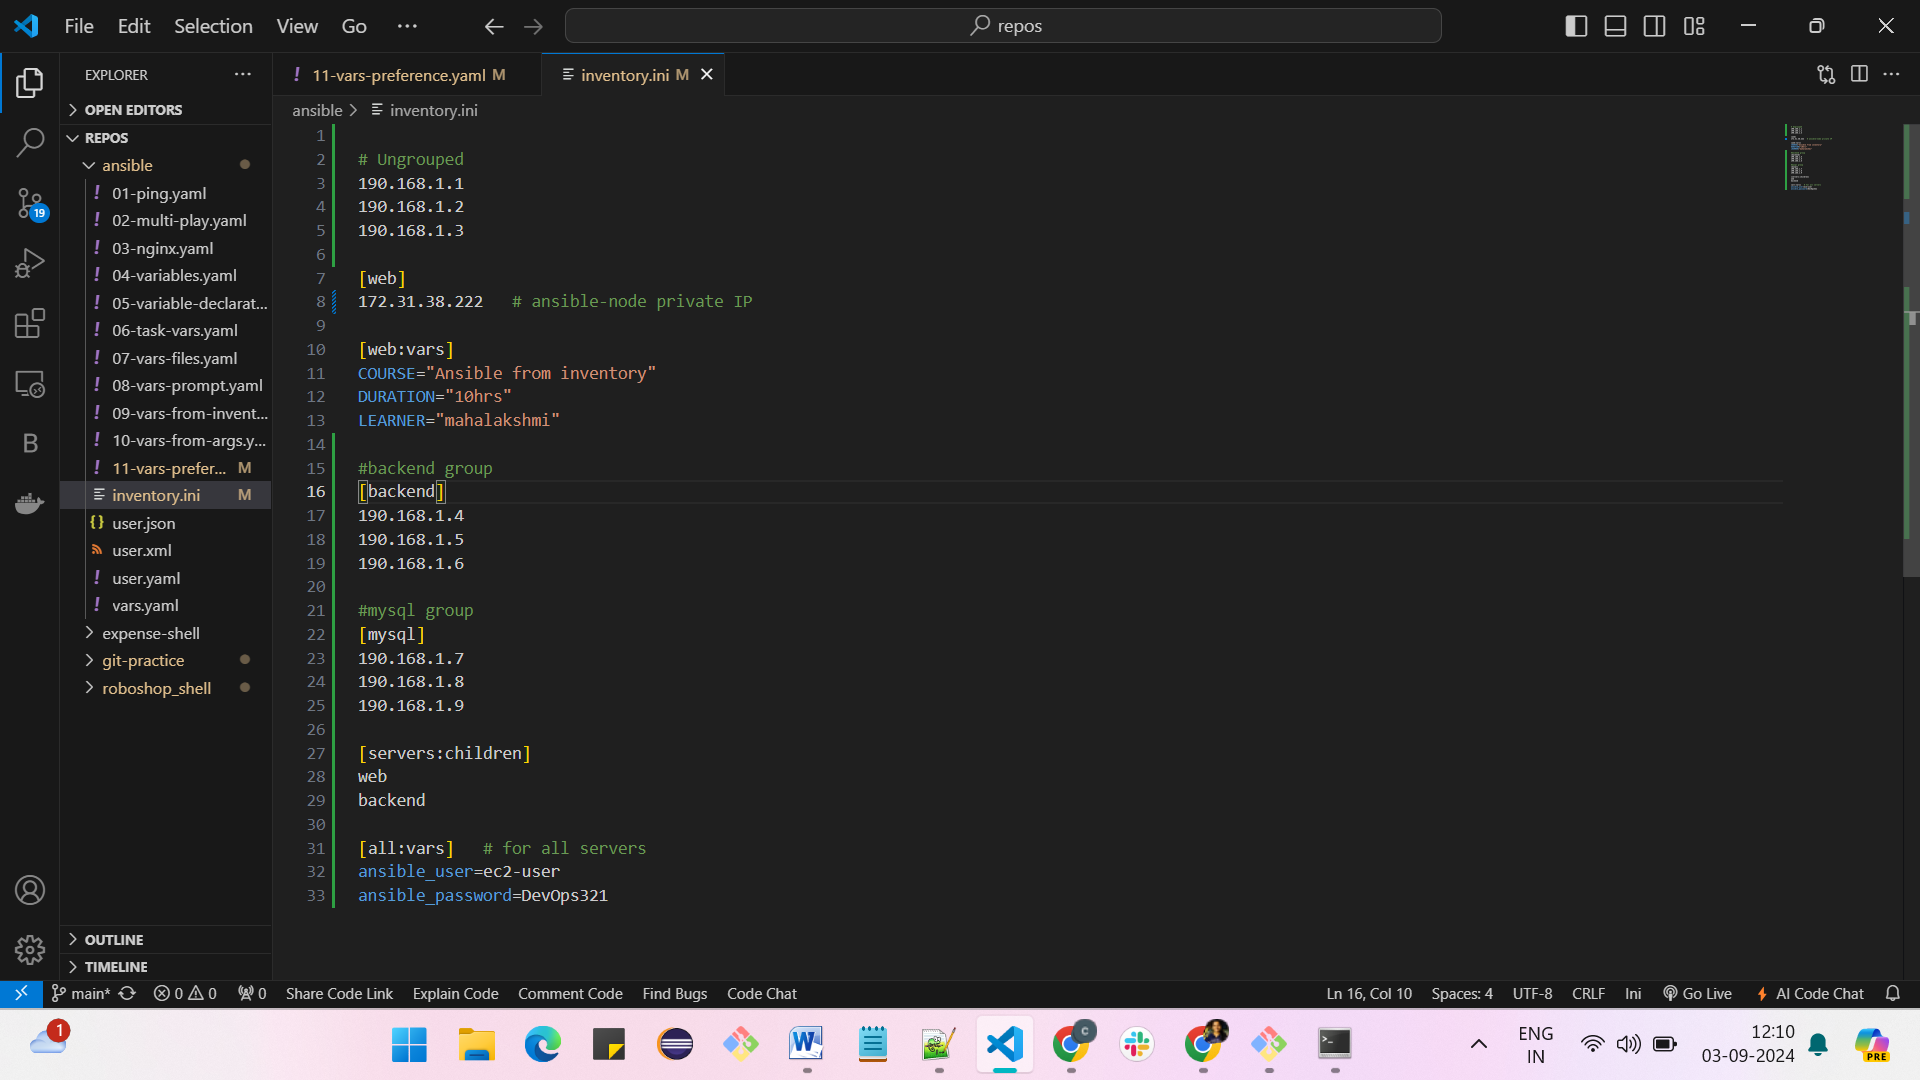 File Edit Selection View Go ···
repos
EXPLORER ···
OPEN EDITORS
REPOS
ansible
01-ping.yaml
02-multi-play.yaml
03-nginx.yaml
04-variables.yaml
05-variable-declarat...
06-task-vars.yaml
07-vars-files.yaml
08-vars-prompt.yaml
09-vars-from-invent...
10-vars-from-args.y...
11-vars-prefer... M
inventory.ini M
user.json
user.xml
user.yaml
vars.yaml
expense-shell
git-practice
roboshop_shell
OUTLINE
TIMELINE
19
11-vars-preference.yaml M
inventory.ini M
ansible > inventory.ini
1
2 # Ungrouped
3 190.168.1.1
4 190.168.1.2
5 190.168.1.3
6
7 [web]
8 172.31.38.222 # ansible-node private IP
9
10 [web:vars]
11 COURSE="Ansible from inventory"
12 DURATION="10hrs"
13 LEARNER="mahalakshmi"
14
15 #backend group
16 [backend]
17 190.168.1.4
18 190.168.1.5
19 190.168.1.6
20
21 #mysql group
22 [mysql]
23 190.168.1.7
24 190.168.1.8
25 190.168.1.9
26
27 [servers:children]
28 web
29 backend
30
31 [all:vars] # for all servers
32 ansible_user=ec2-user
33 ansible_password=DevOps321
main* 0 0 0 Share Code Link Explain Code Comment Code Find Bugs Code Chat Ln 16, Col 10 Spaces: 4 UTF-8 CRLF Ini Go Live AI Code Chat
1
ENG
IN
12:10
03-09-2024
PRE